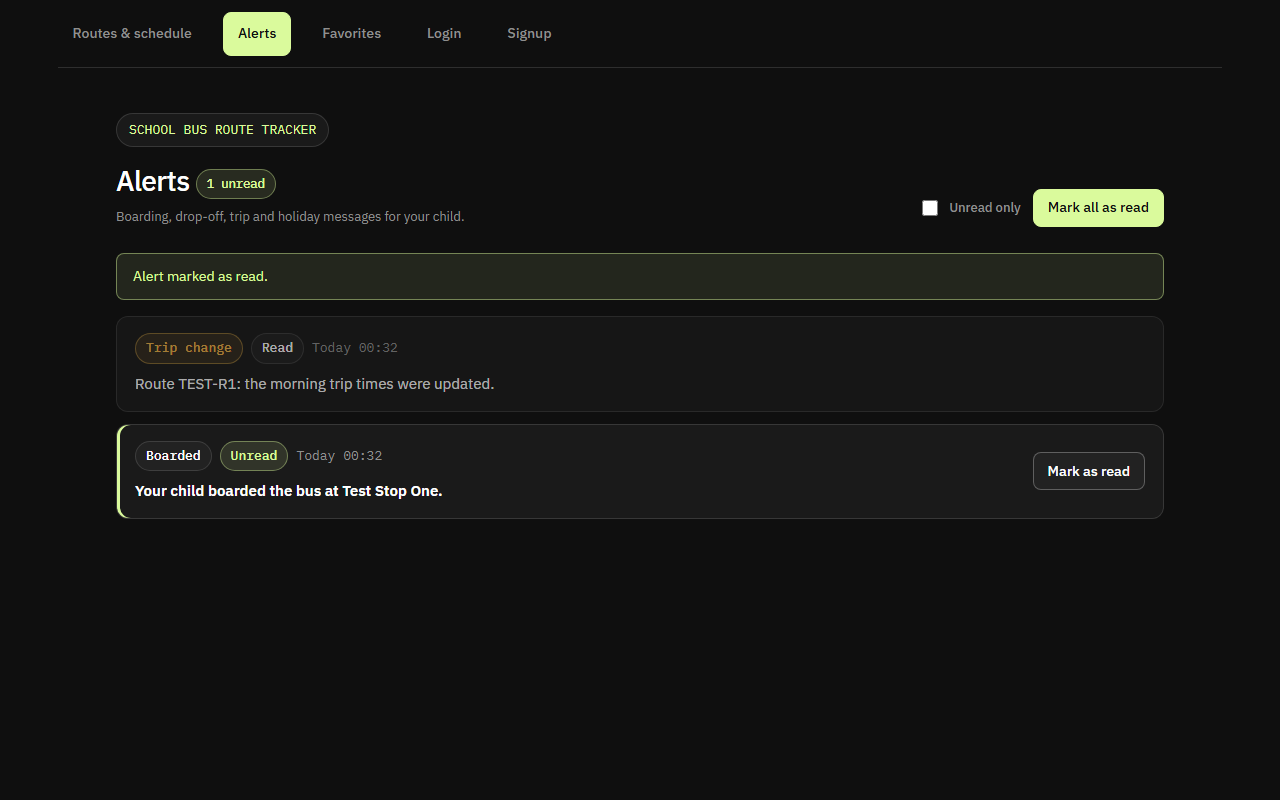 Routes & schedule
Alerts
Favorites
Login
Signup
SCHOOL BUS ROUTE TRACKER
Alerts 1 unread
Boarding, drop-off, trip and holiday messages for your child.
Unread only
Mark all as read
Alert marked as read.
Trip change Read Today 00:32
Route TEST-R1: the morning trip times were updated.
Boarded Unread Today 00:32
Your child boarded the bus at Test Stop One.
Mark as read